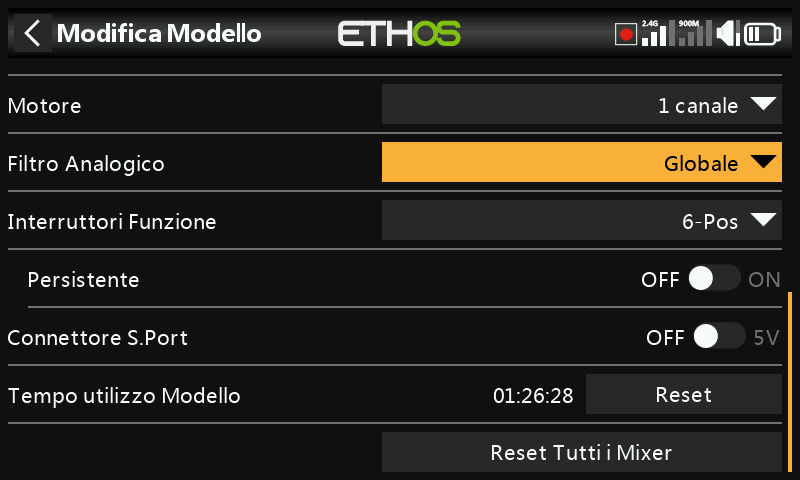 Modifica Modello ETHOS 2.4G 900M
Motore 1 canale
Filtro Analogico Globale
Interruttori Funzione 6-Pos
Persistente OFF ON
Connettore S.Port OFF 5V
Tempo utilizzo Modello 01:26:28 Reset
Reset Tutti i Mixer